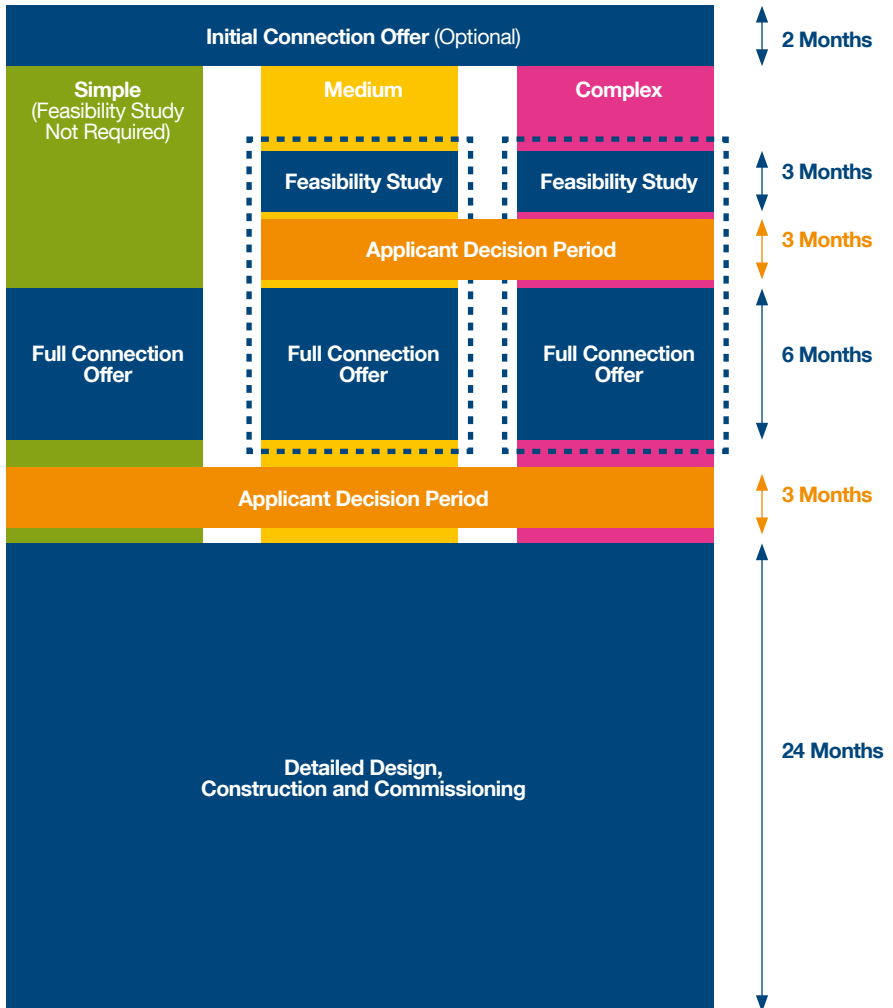 Initial Connection Offer (Optional)
2 Months
Simple
(Feasibility Study
Not Required)
Medium
Complex
Feasibility Study
Feasibility Study
3 Months
Applicant Decision Period
3 Months
Full Connection
Offer
Full Connection
Offer
Full Connection
Offer
6 Months
Applicant Decision Period
3 Months
Detailed Design,
Construction and Commissioning
24 Months